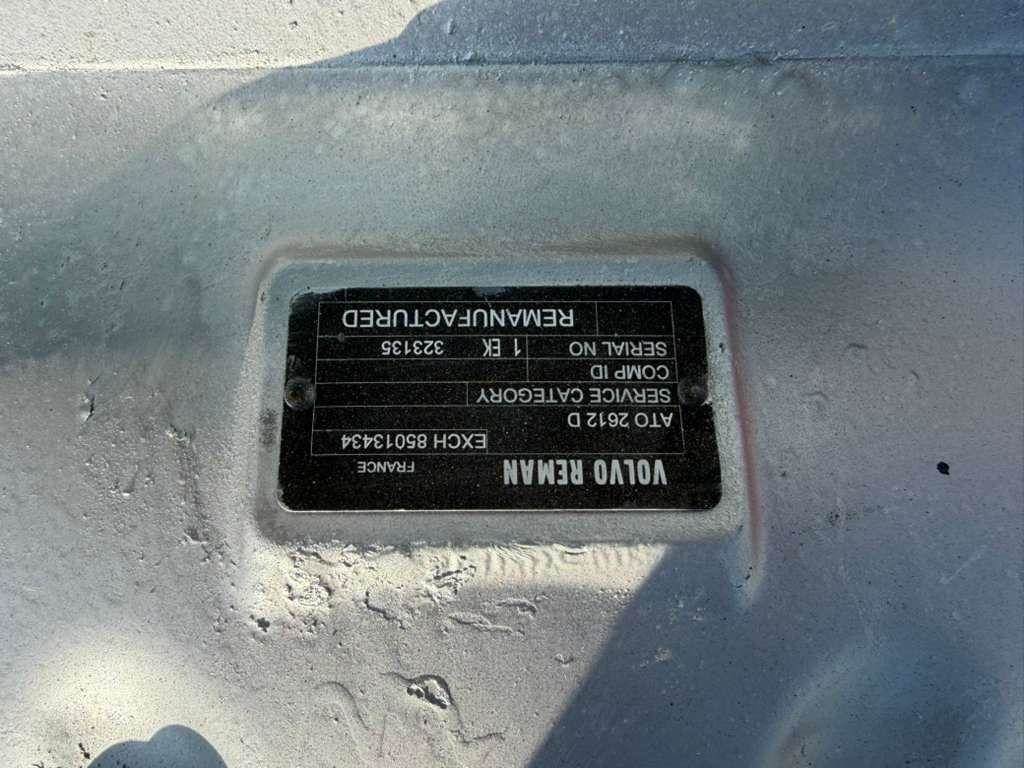 VOLVO REMAN FRANCE
EXCH 85013434
ATO 2612 D
SERVICE CATEGORY
COMP ID
SERIAL NO 1 EK 323135
REMANUFACTURED